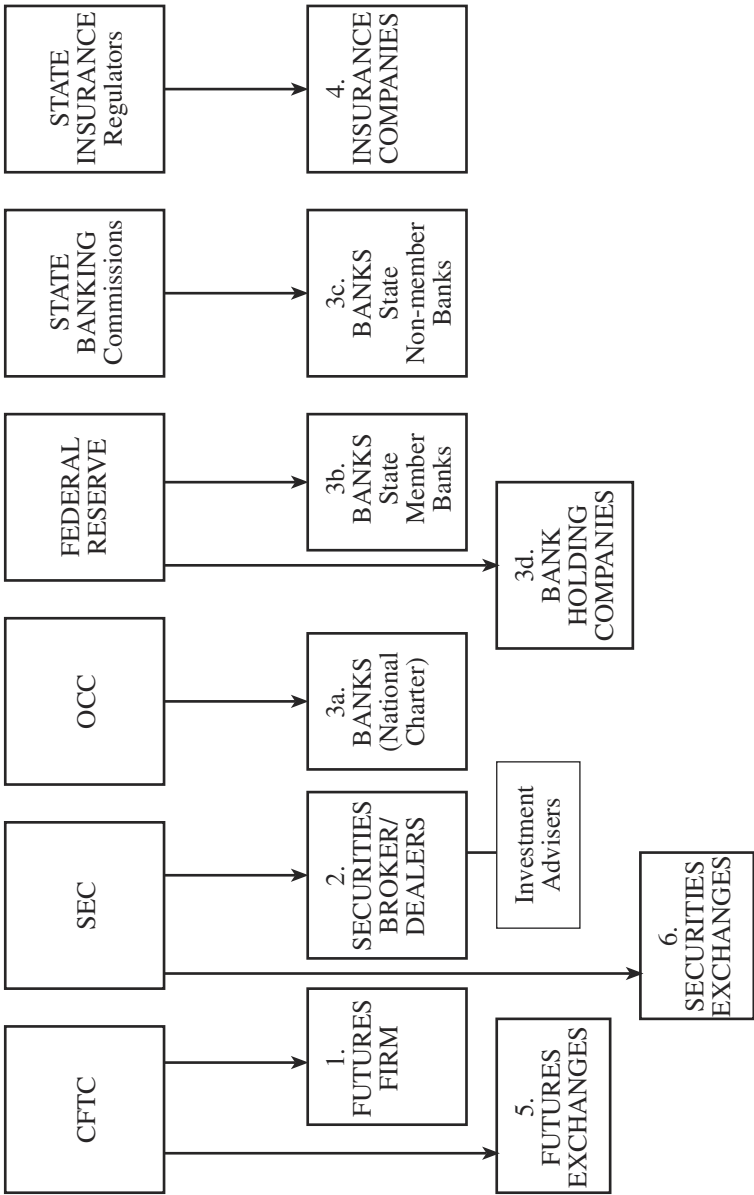 CFTC
SEC
OCC
FEDERAL
RESERVE
STATE
BANKING
Commissions
STATE
INSURANCE
Regulators
1.
FUTURES
FIRM
2.
SECURITIES
BROKER/
DEALERS
3a.
BANKS
(National
Charter)
3b.
BANKS
State
Member
Banks
3c.
BANKS
State
Non-member
Banks
4.
INSURANCE
COMPANIES
5.
FUTURES
EXCHANGES
Investment
Advisers
3d.
BANK
HOLDING
COMPANIES
6.
SECURITIES
EXCHANGES